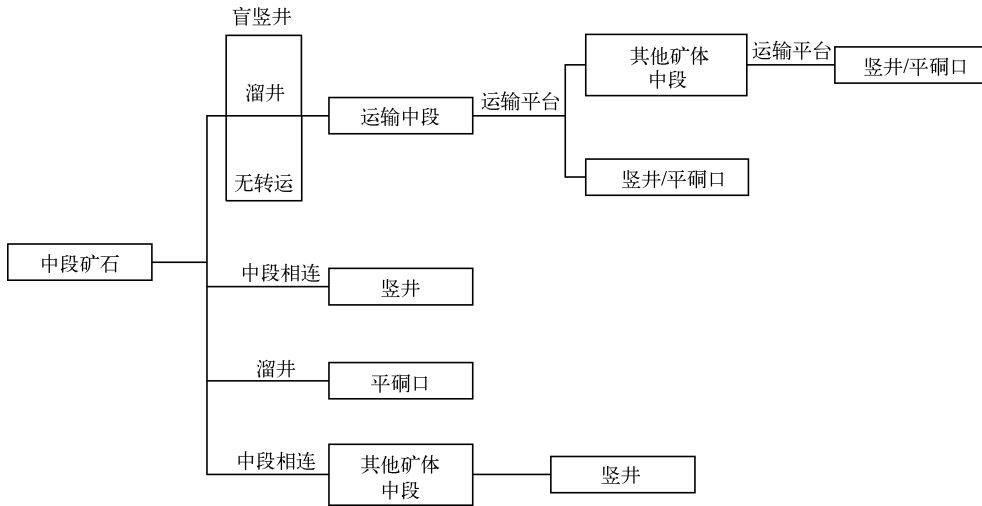 盲竖井
溜井
无转运
运输中段
运输平台
其他矿体
中段
运输平台
竖井/平硐口
竖井/平硐口
中段矿石
中段相连
竖井
溜井
平硐口
中段相连
其他矿体
中段
竖井